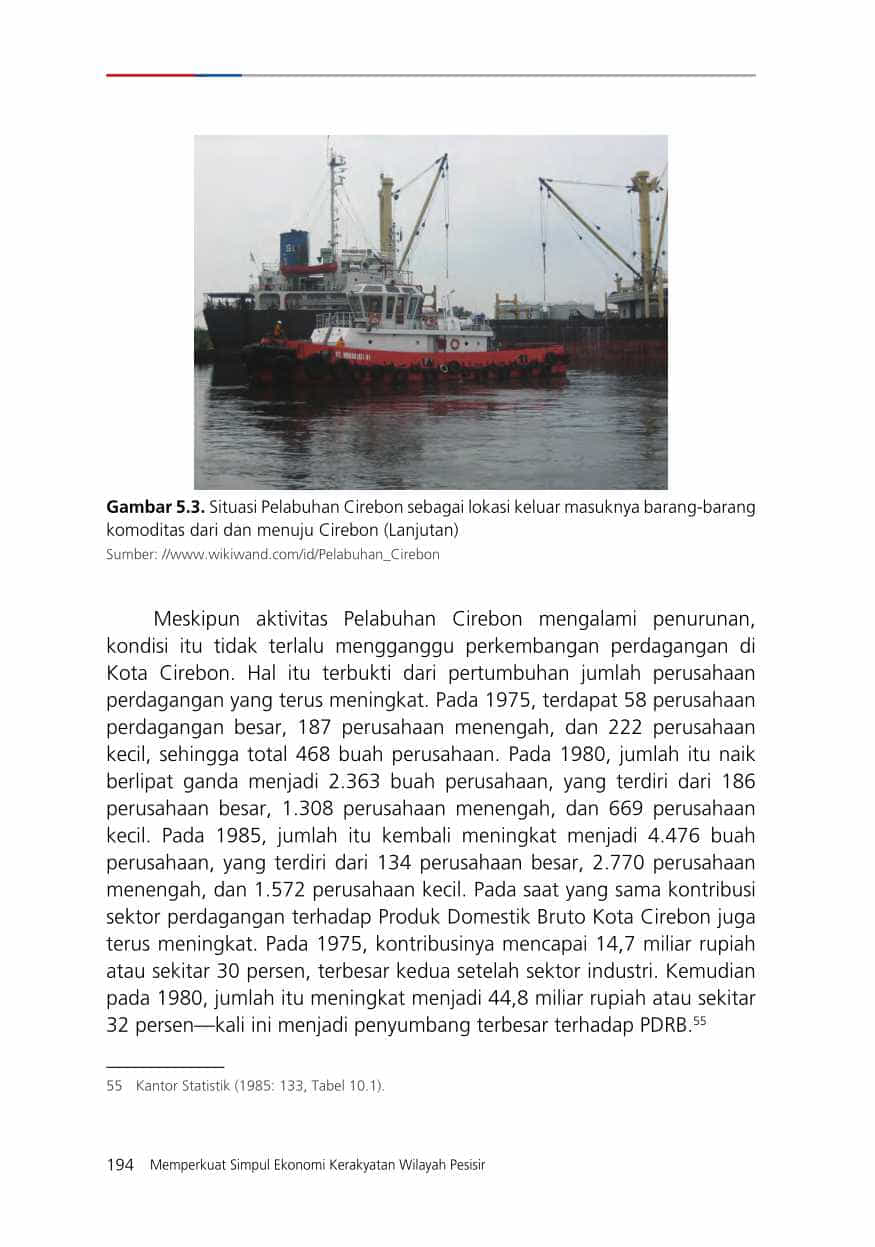 Gambar 5.3. Situasi Pelabuhan Cirebon sebagai lokasi keluar masuknya barang-barang
komoditas dari dan menuju Cirebon (Lanjutan)
Sumber: //www.wikiwand.com/id/Pelabuhan_Cirebon
Meskipun aktivitas Pelabuhan Cirebon mengalami penurunan,
kondisi itu tidak terlalu mengganggu perkembangan perdagangan di
Kota Cirebon. Hal itu terbukti dari pertumbuhan jumlah perusahaan
perdagangan yang terus meningkat. Pada 1975, terdapat 58 perusahaan
perdagangan besar, 187 perusahaan menengah, dan 222 perusahaan
kecil, sehingga total 468 buah perusahaan. Pada 1980, jumlah itu naik
berlipat ganda menjadi 2.363 buah perusahaan, yang terdiri dari 186
perusahaan besar, 1.308 perusahaan menengah, dan 669 perusahaan
kecil. Pada 1985, jumlah itu kembali meningkat menjadi 4.476 buah
perusahaan, yang terdiri dari 134 perusahaan besar, 2.770 perusahaan
menengah, dan 1.572 perusahaan kecil. Pada saat yang sama kontribusi
sektor perdagangan terhadap Produk Domestik Bruto Kota Cirebon juga
terus meningkat. Pada 1975, kontribusinya mencapai 14,7 miliar rupiah
atau sekitar 30 persen, terbesar kedua setelah sektor industri. Kemudian
pada 1980, jumlah itu meningkat menjadi 44,8 miliar rupiah atau sekitar
32 persen—kali ini menjadi penyumbang terbesar terhadap PDRB.55
55 Kantor Statistik (1985: 133, Tabel 10.1).
194 Memperkuat Simpul Ekonomi Kerakyatan Wilayah Pesisir